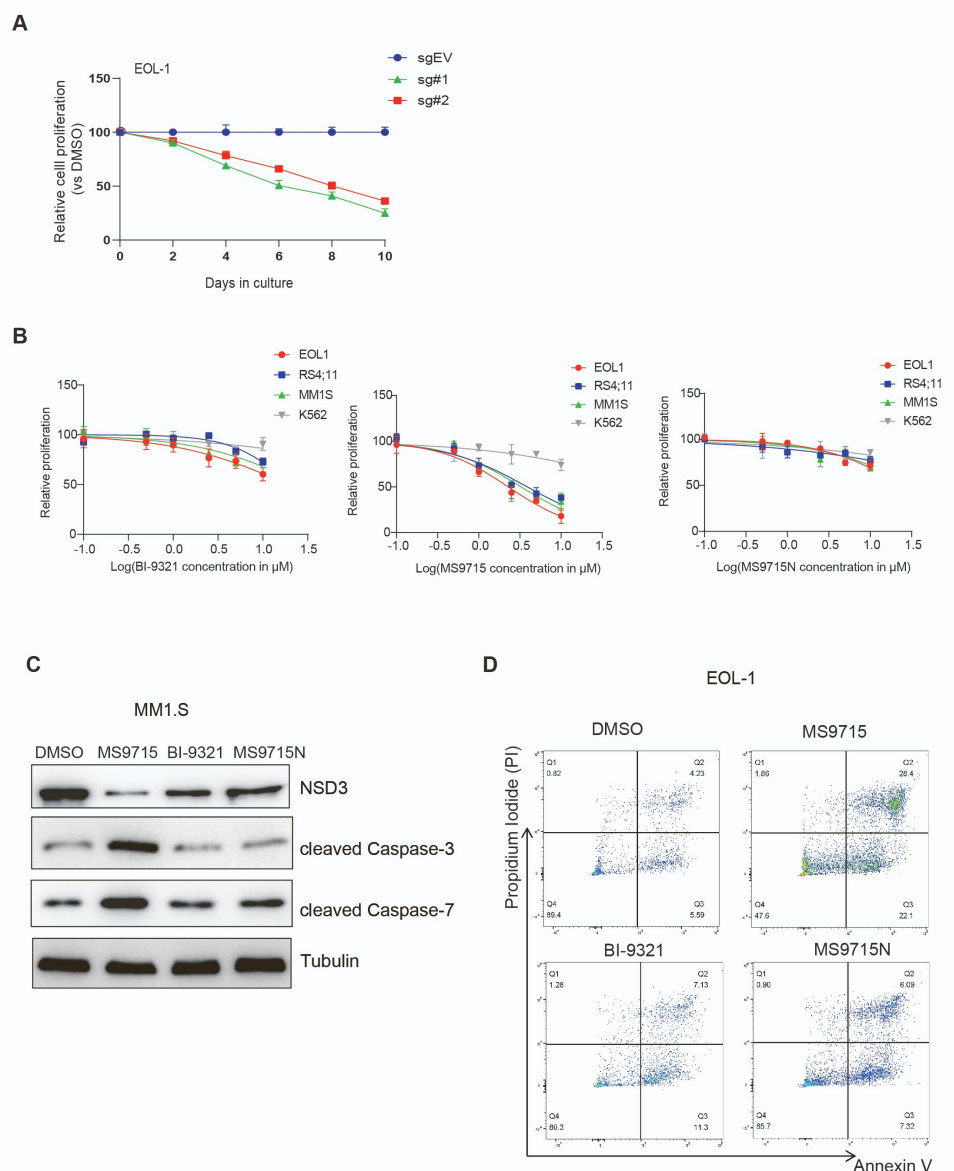 A
EOL-1
sgEV
sg#1
sg#2
150
100
50
0
Relative celll proliferation
(vs DMSO)
0 2 4 6 8 10
Days in culture
B
EOL1
RS4;11
MM1S
K562
150
100
50
0
Relative proliferation
-1.0 -0.5 0.0 0.5 1.0 1.5
Log(BI-9321 concentration in μM)
EOL1
RS4;11
MM1S
K562
150
100
50
0
Relative proliferation
-1.0 -0.5 0.0 0.5 1.0 1.5
Log(MS9715 concentration in μM)
EOL1
RS4;11
MM1S
K562
150
100
50
0
Relative proliferation
-1.0 -0.5 0.0 0.5 1.0 1.5
Log(MS9715N concentration in μM)
C
MM1.S
DMSO MS9715 BI-9321 MS9715N
NSD3
cleaved Caspase-3
cleaved Caspase-7
Tubulin
D
EOL-1
DMSO
Q1
0.82
Q2
4.23
Q4
89.4
Q3
5.59
MS9715
Q1
1.86
Q2
28.4
Q4
47.6
Q3
22.1
BI-9321
Q1
1.28
Q2
7.13
Q4
80.3
Q3
11.3
MS9715N
Q1
0.90
Q2
6.09
Q4
85.7
Q3
7.32
Propidium Iodide (PI)
Annexin V